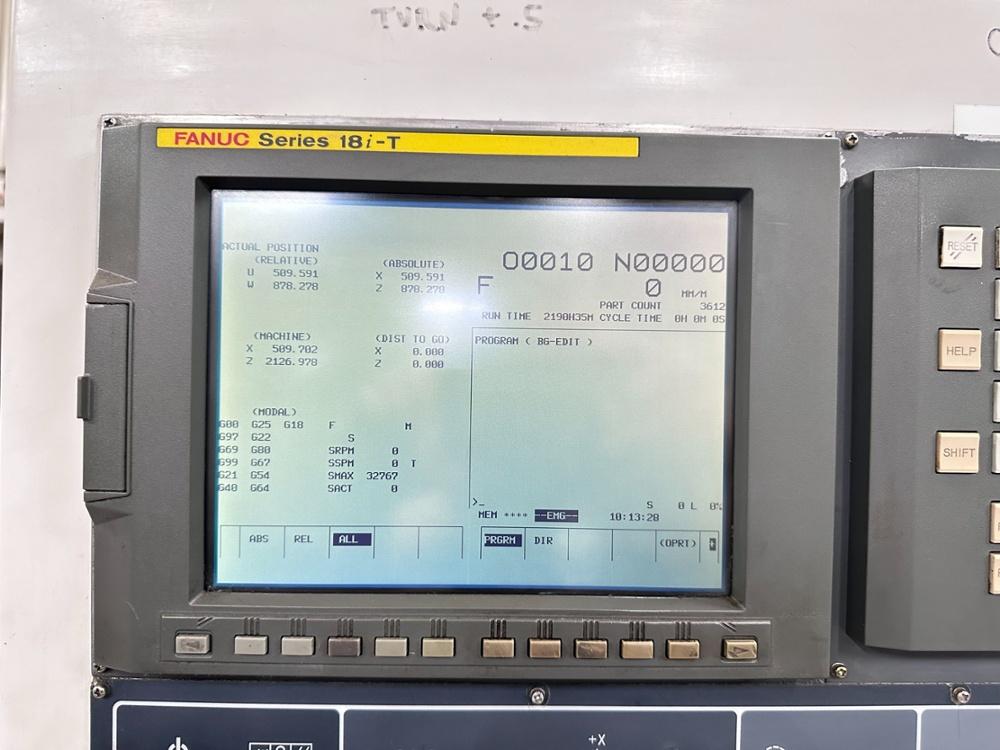 TURN +.5
FANUC Series 18i-T
ACTUAL POSITION
(RELATIVE) (ABSOLUTE)
U 509.591 X 509.591
W 878.278 Z 878.278
O0010 N00000
F 0 MM/M
PART COUNT 3612
RUN TIME 2190H35M CYCLE TIME 0H 0M 0S
(MACHINE) (DIST TO GO)
X 509.702 X 0.000
Z 2126.978 Z 0.000
PROGRAM ( BG-EDIT )
(MODAL)
G00 G25 G18 F M
G97 G22 S
G69 G80 SRPM 0
G99 G67 SSPM 0 T
G21 G54 SMAX 32767
G40 G64 SACT 0
>_
S 0 L 0%
MEM **** --EMG-- 10:13:28
ABS REL ALL PRGRM DIR (OPRT)
RESET
HELP
SHIFT
+X